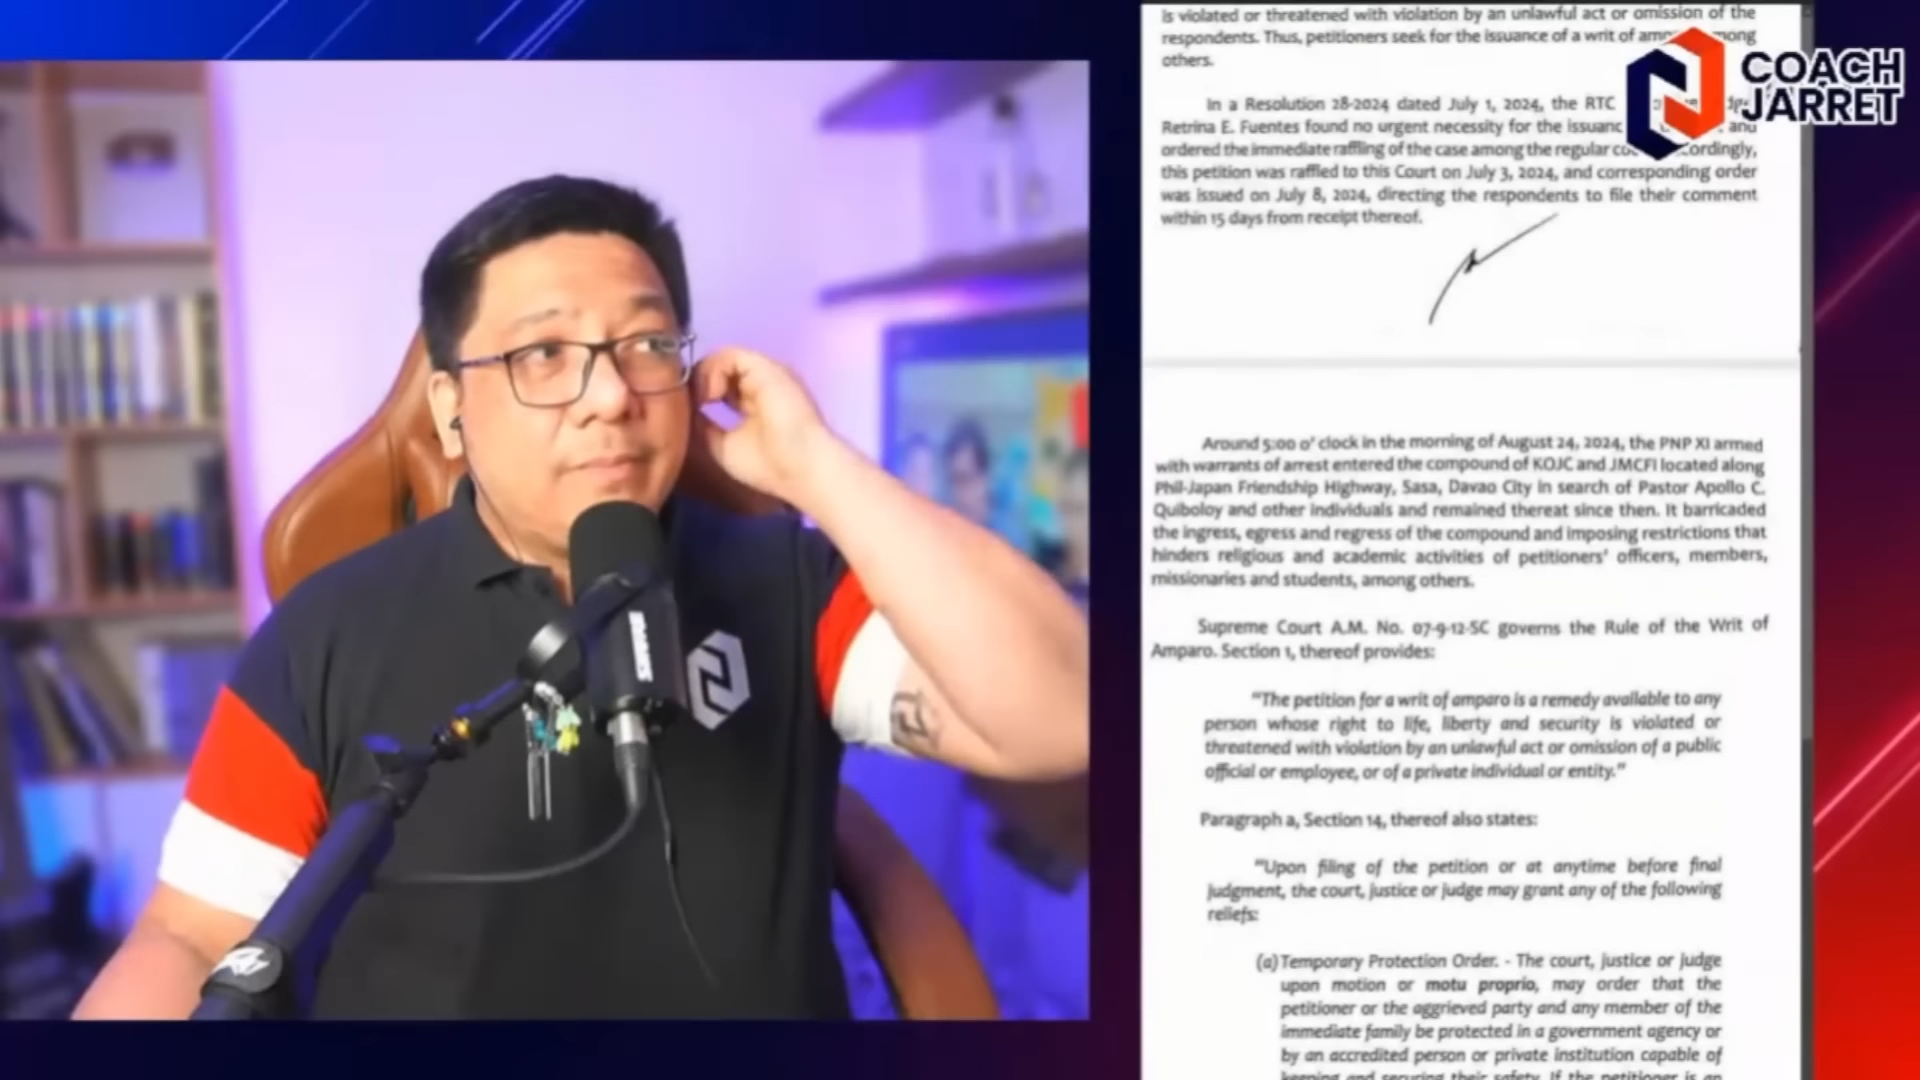 is violated or threatened with violation by an unlawful act or omission of the
respondents. Thus, petitioners seek for the issuance of a writ of
others.
COACH
JARRET
In a Resolution 28-2024 dated July 1, 2024, the RTC
Retrina E. Fuentes found no urgent necessity for the and
ordered the immediate raffling of the case among the regular
this petition was raffled to this Court on July 3, 2024, and corresponding order
was issued on July 8, 2024, directing the respondents to file their comment
within 15 days from receipt thereof.
Around 5:00 o' clock in the morning of August 24, 2024, the PNP XI armed
with warrants of arrest entered the compound of KOJC and JMCFI located along
Phil-Japan Friendship Highway, Sasa, Davao City in search of Pastor Apollo C.
Quiboloy and other individuals and remained thereat since then. It barricaded
the ingress, egress and regress of the compound and imposing restrictions that
hinders religious and academic activities of petitioners' officers, members,
missionaries and students, among others.
Supreme Court A.M. No. 07-9-12-SC governs the Rule of the Writ of
Amparo. Section 1, thereof provides:
"The petition for a writ of amparo is a remedy available to any
person whose right to life, liberty and security is violated or
threatened with violation by an unlawful act or omission of a public
official or employee, or of a private individual or entity."
Paragraph a, Section 14, thereof also states:
"Upon filing of the petition or at anytime before final
judgment, the court, justice or judge may grant any of the following
reliefs:
(a) Temporary Protection Order. - The court, justice or judge
upon motion or motu proprio, may order that the
petitioner or the aggrieved party and any member of the
immediate family be protected in a government agency or
by an accredited person or private institution capable of
keeping and securing their safety. If the petitioner is an